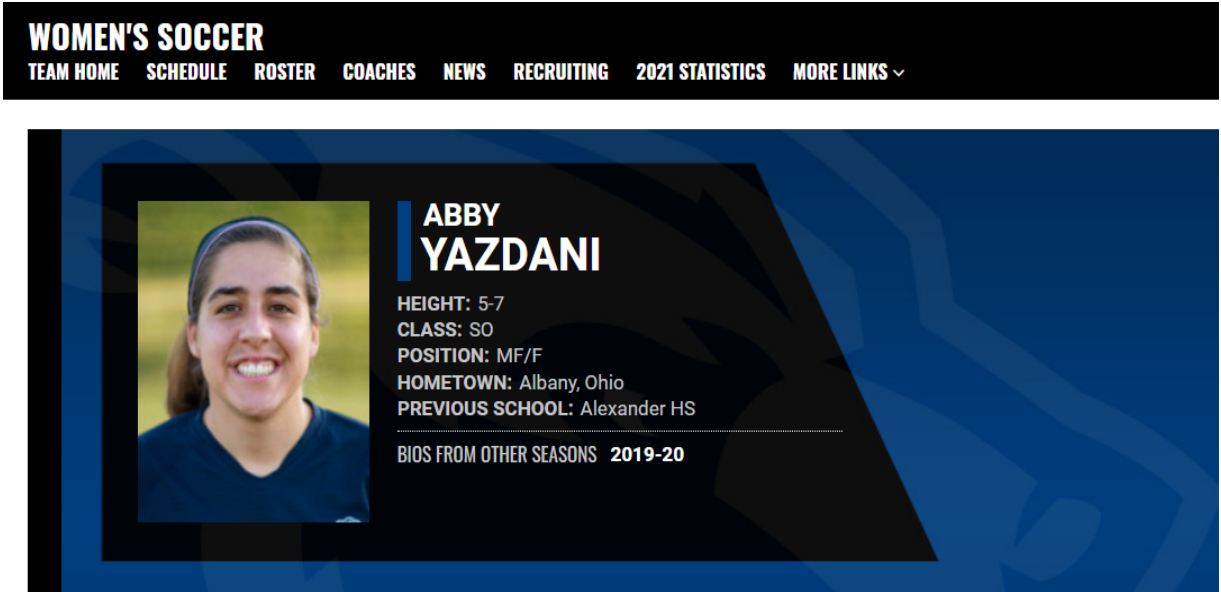 WOMEN'S SOCCER
TEAM HOME SCHEDULE ROSTER COACHES NEWS RECRUITING 2021 STATISTICS MORE LINKS
ABBY
YAZDANI
HEIGHT: 5-7
CLASS: SO
POSITION: MF/F
HOMETOWN: Albany, Ohio
PREVIOUS SCHOOL: Alexander HS
BIOS FROM OTHER SEASONS 2019-20